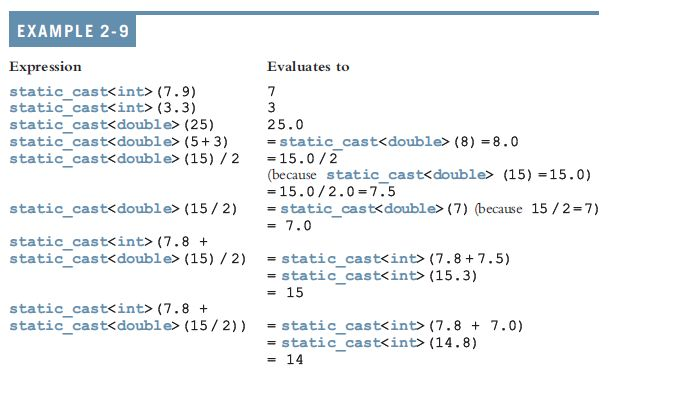 EXAMPLE 2-9
Expression Evaluates to
static_cast<int>(7.9) 7
static_cast<int>(3.3) 3
static_cast<double>(25) 25.0
static_cast<double>(5+3) =static_cast<double>(8) =8.0
static_cast<double>(15)/2 =15.0/2
(because static_cast<double> (15) =15.0)
=15.0/2.0=7.5
static_cast<double>(15/2) = static_cast<double>(7) (because 15/2=7)
= 7.0
static_cast<int>(7.8 +
static_cast<double>(15)/2) = static_cast<int>(7.8+7.5)
= static_cast<int>(15.3)
= 15
static_cast<int>(7.8 +
static_cast<double>(15/2)) = static_cast<int>(7.8 + 7.0)
= static_cast<int>(14.8)
= 14